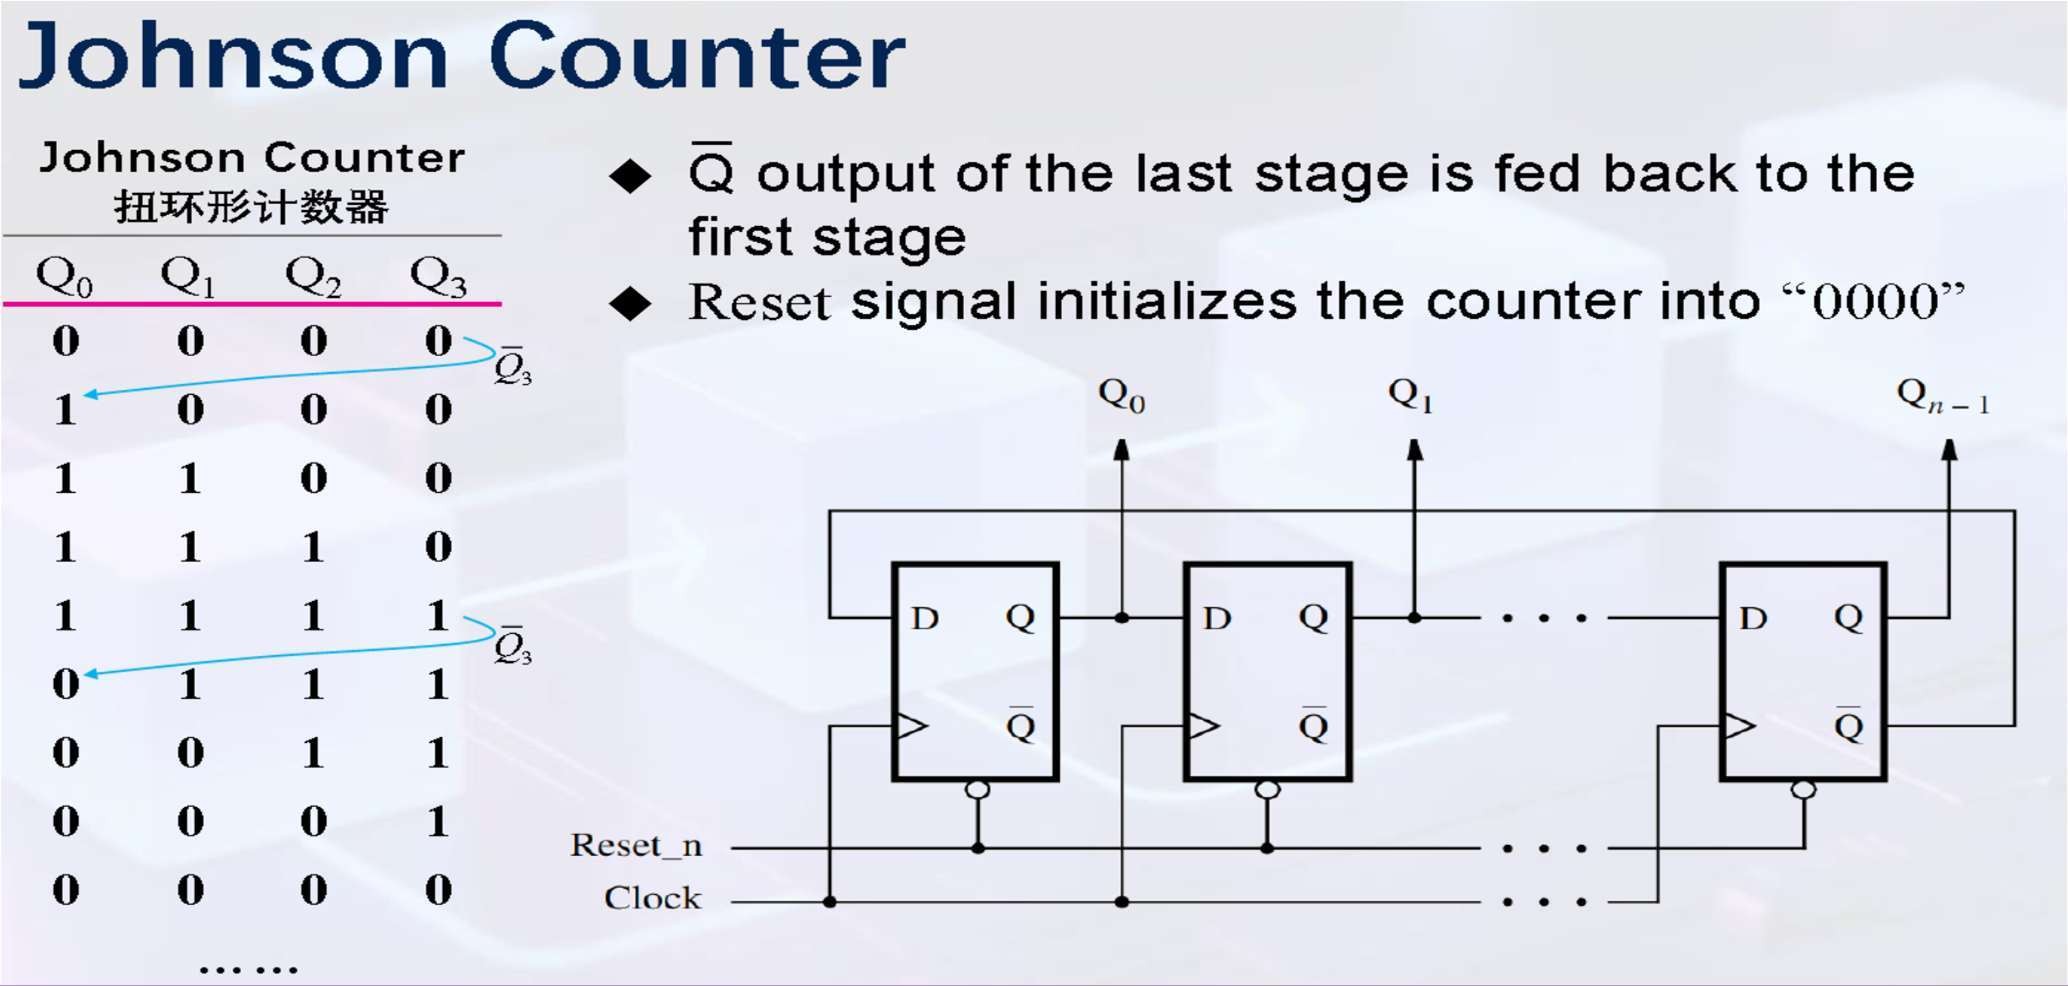 Johnson Counter
Johnson Counter
扭环形计数器
Q₀ Q₁ Q₂ Q₃
0 0 0 0
Q̅₃
1 0 0 0
1 1 0 0
1 1 1 0
1 1 1 1
Q̅₃
0 1 1 1
0 0 1 1
0 0 0 1
0 0 0 0
……
◆ Q̅ output of the last stage is fed back to the
first stage
◆ Reset signal initializes the counter into “0000”
Q₀ Q₁ Qₙ₋₁
D Q D Q • • • D Q
Q̅ Q̅ Q̅
Reset_n • • •
Clock • • •